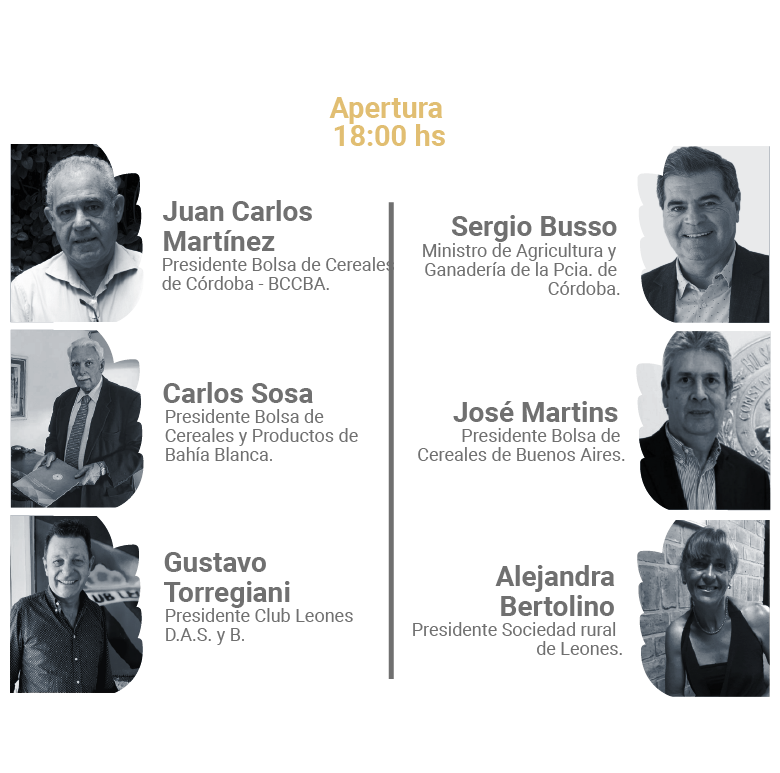 Apertura
18:00 hs
Juan Carlos
Martínez
Presidente Bolsa de Cereales
de Córdoba - BCCBA.
Carlos Sosa
Presidente Bolsa de
Cereales y Productos de
Bahía Blanca.
Gustavo
Torregiani
Presidente Club Leones
D.A.S. y B.
Sergio Busso
Ministro de Agricultura y
Ganadería de la Pcia. de
Córdoba.
José Martins
Presidente Bolsa de
Cereales de Buenos Aires.
Alejandra
Bertolino
Presidente Sociedad rural
de Leones.